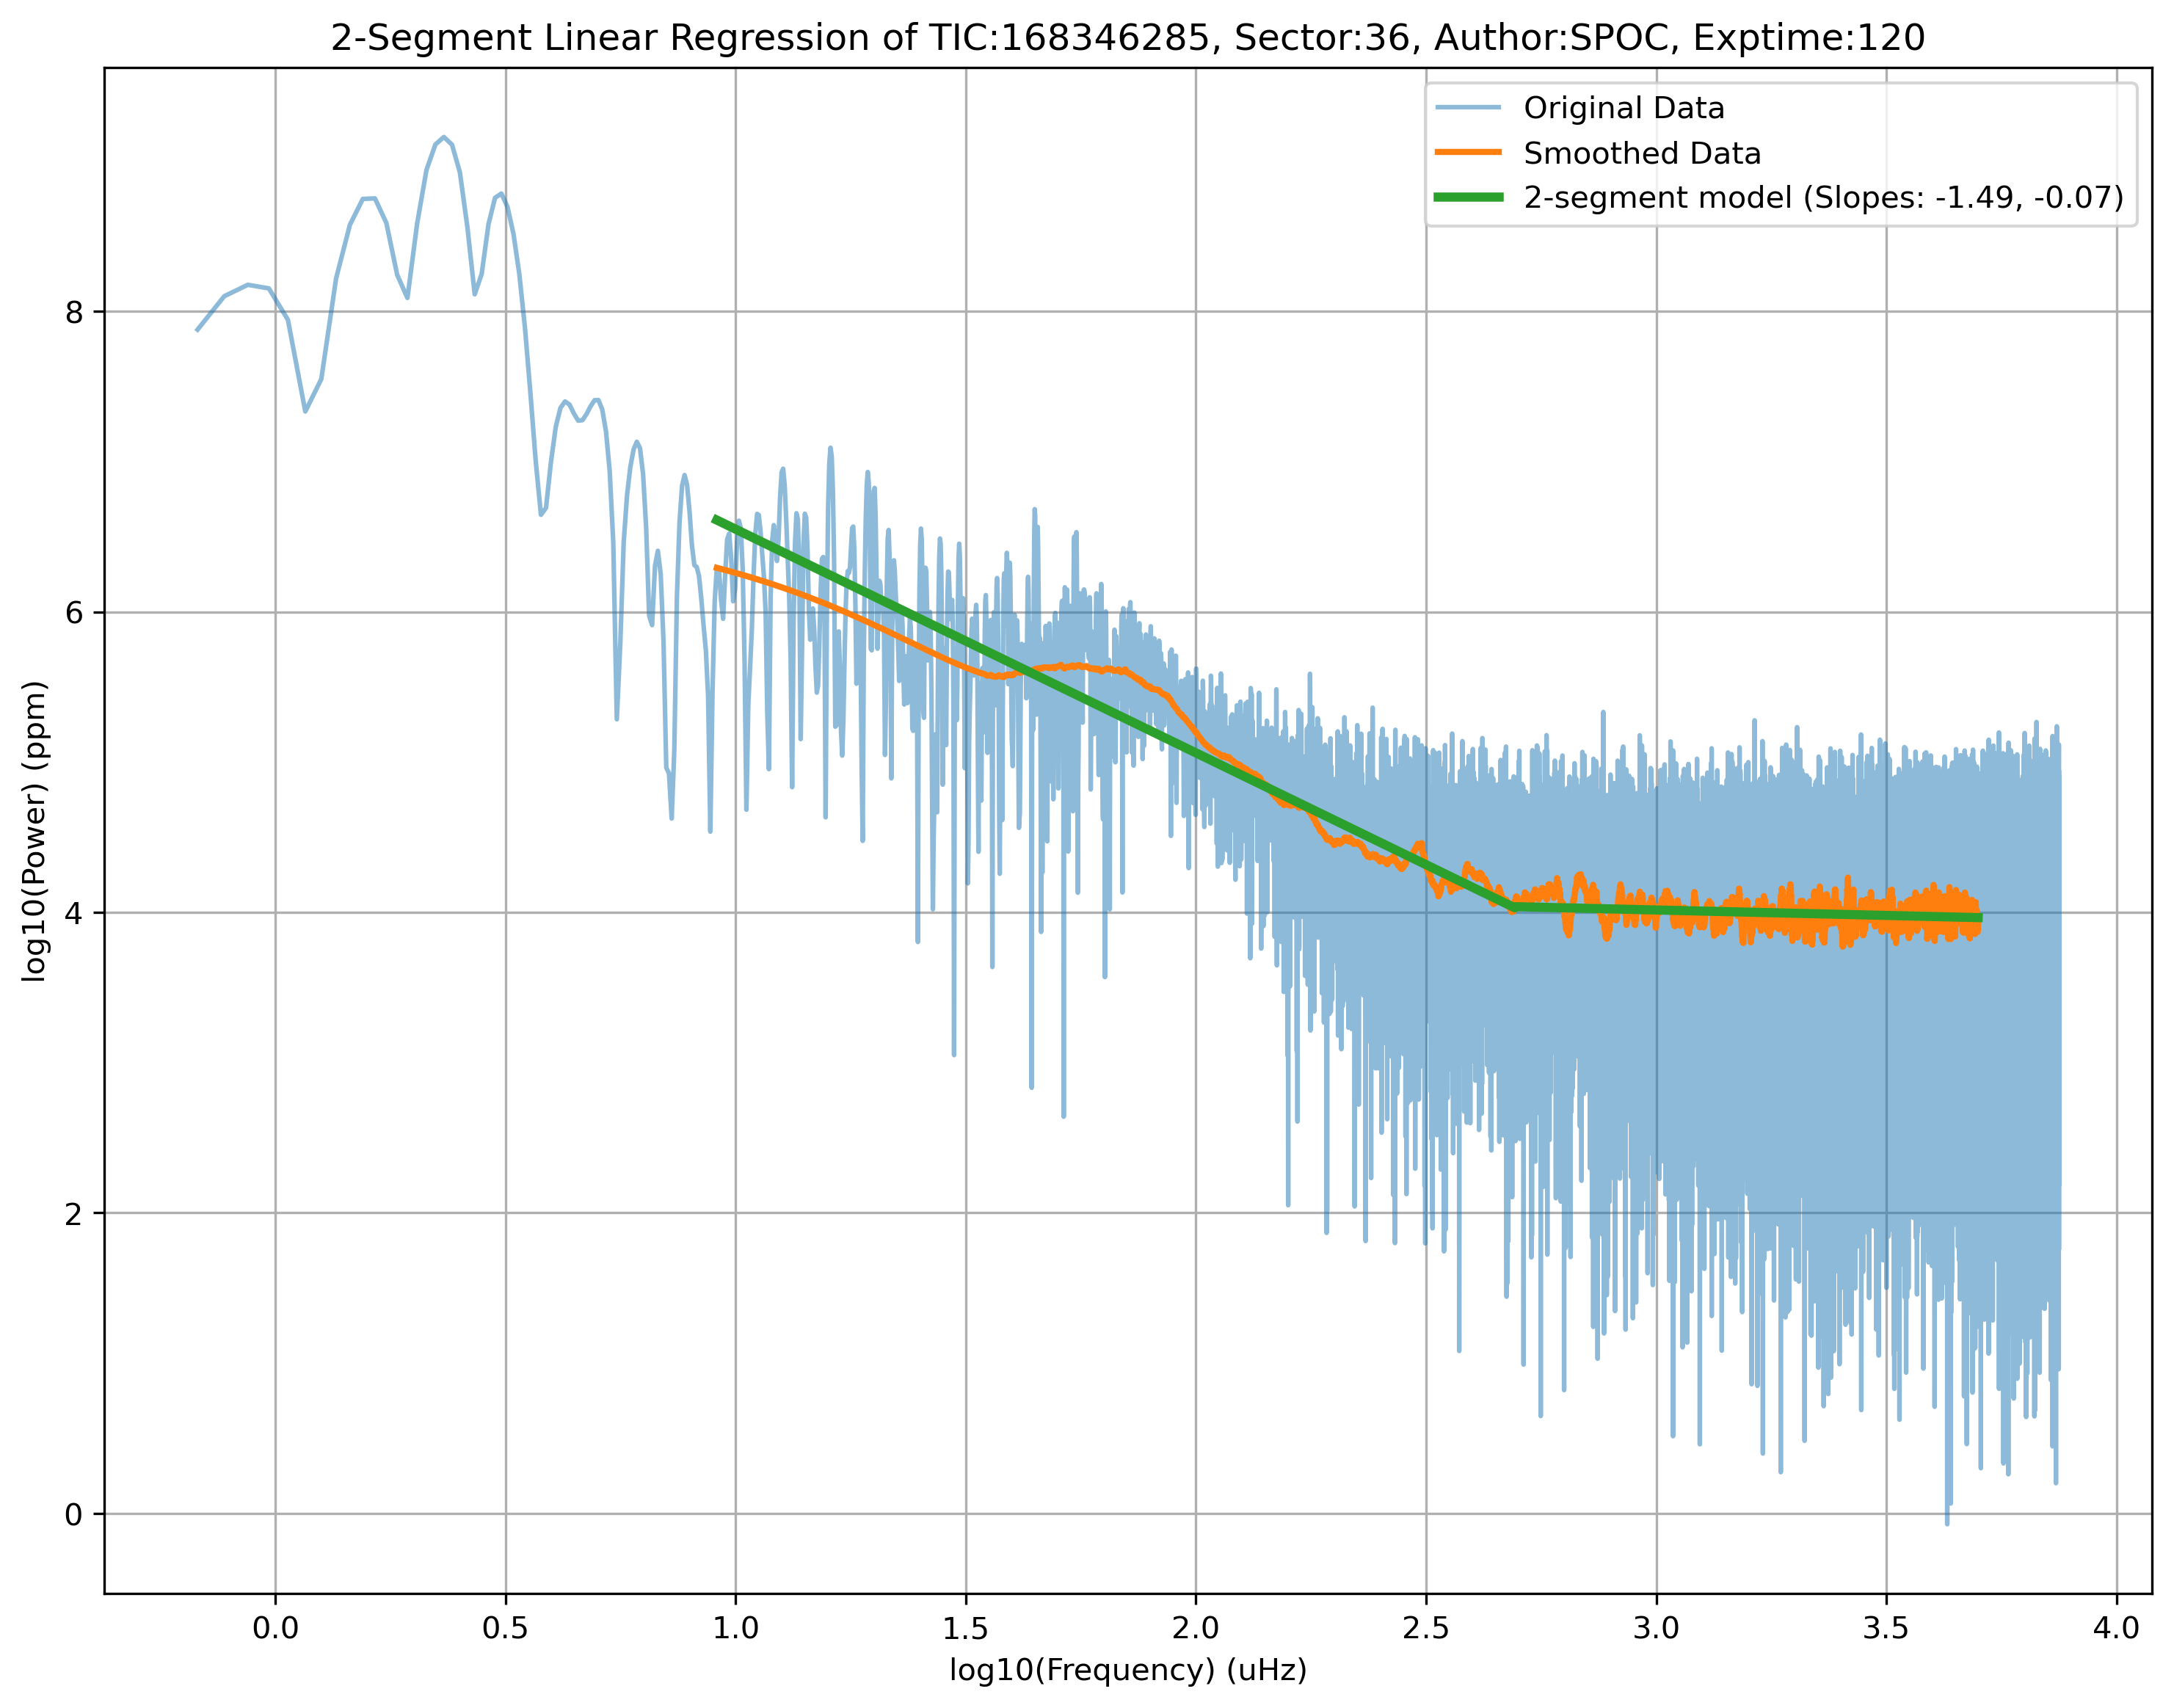 2-Segment Linear Regression of TIC:168346285, Sector:36, Author:SPOC, Exptime:120
Original Data
Smoothed Data
2-segment model (Slopes: -1.49, -0.07)
log10(Power) (ppm)
8
6
4
2
0
0.0 0.5 1.0 1.5 2.0 2.5 3.0 3.5 4.0
log10(Frequency) (uHz)